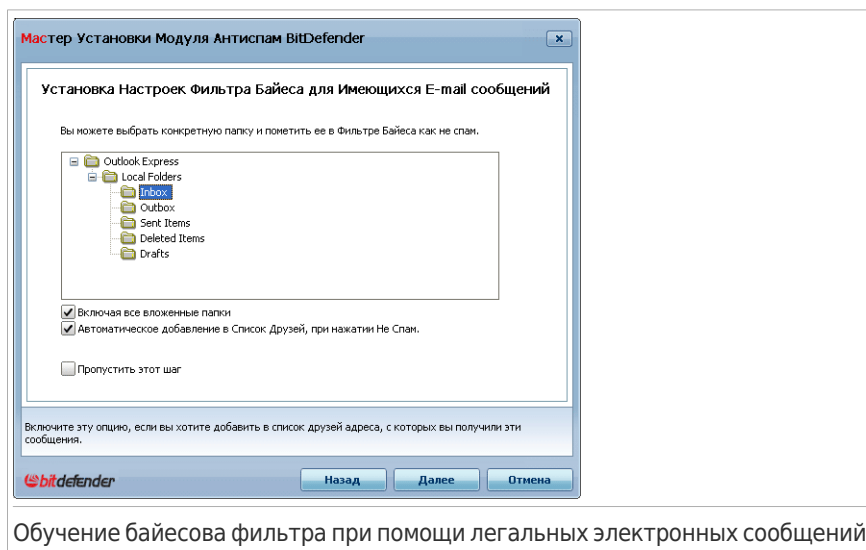 Мастер Установки Модуля Антиспам BitDefender
Установка Настроек Фильтра Байеса для Имеющихся E-mail сообщений
Вы можете выбрать конкретную папку и пометить ее в Фильтре Байеса как не спам.
Outlook Express
Local Folders
Inbox
Outbox
Sent Items
Deleted Items
Drafts
Включая все вложенные папки
Автоматическое добавление в Список Друзей, при нажатии Не Спам.
Пропустить этот шаг
Включите эту опцию, если вы хотите добавить в список друзей адреса, с которых вы получили эти
сообщения.
bitdefender
Назад Далее Отмена
Обучение байесова фильтра при помощи легальных электронных сообщений